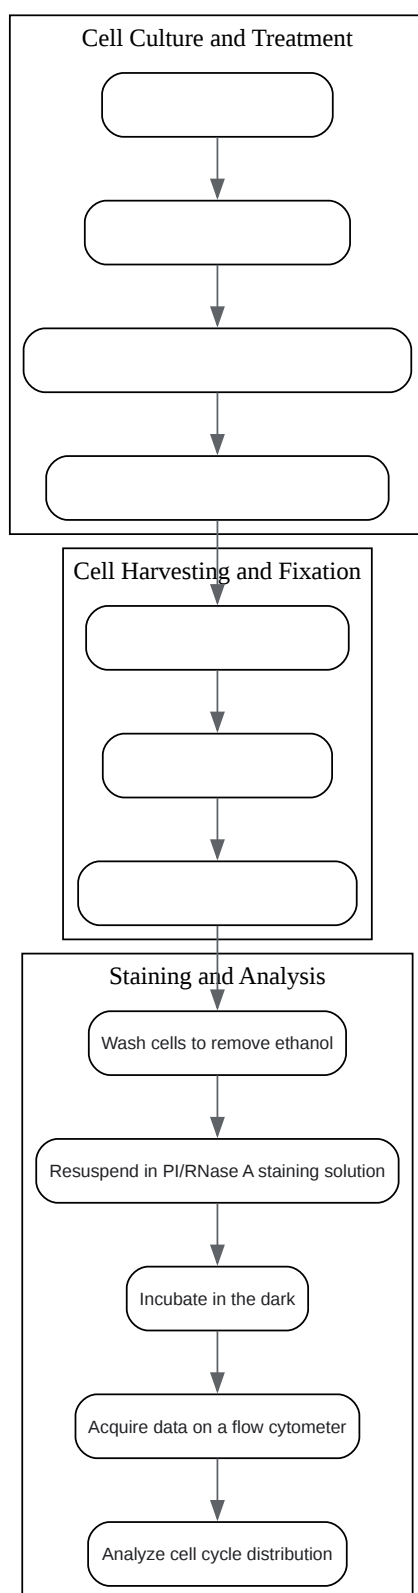 Cell Culture and Treatment
Cell Harvesting and Fixation
Staining and Analysis
Wash cells to remove ethanol
Resuspend in PI/RNase A staining solution
Incubate in the dark
Acquire data on a flow cytometer
Analyze cell cycle distribution